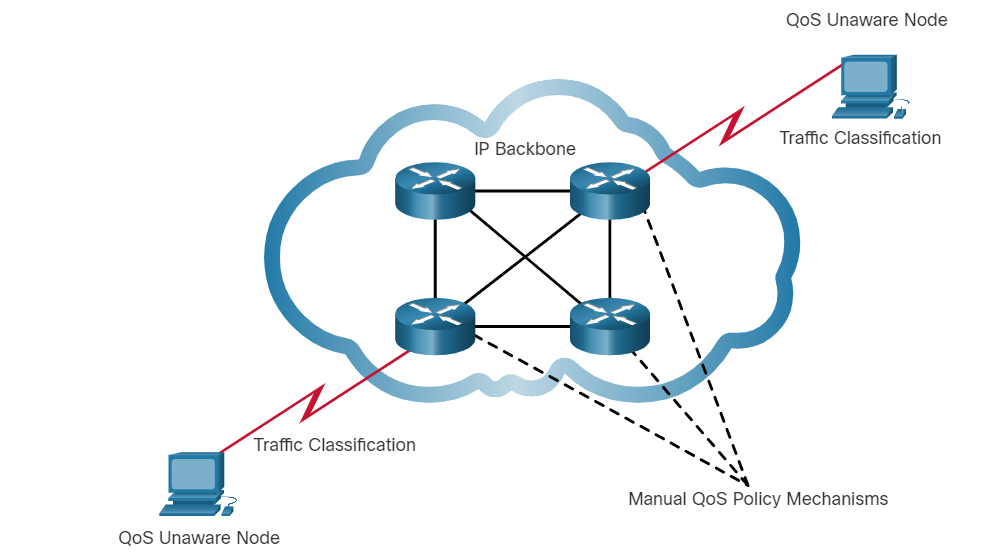 QoS Unaware Node
Traffic Classification
IP Backbone
Traffic Classification
Manual QoS Policy Mechanisms
QoS Unaware Node